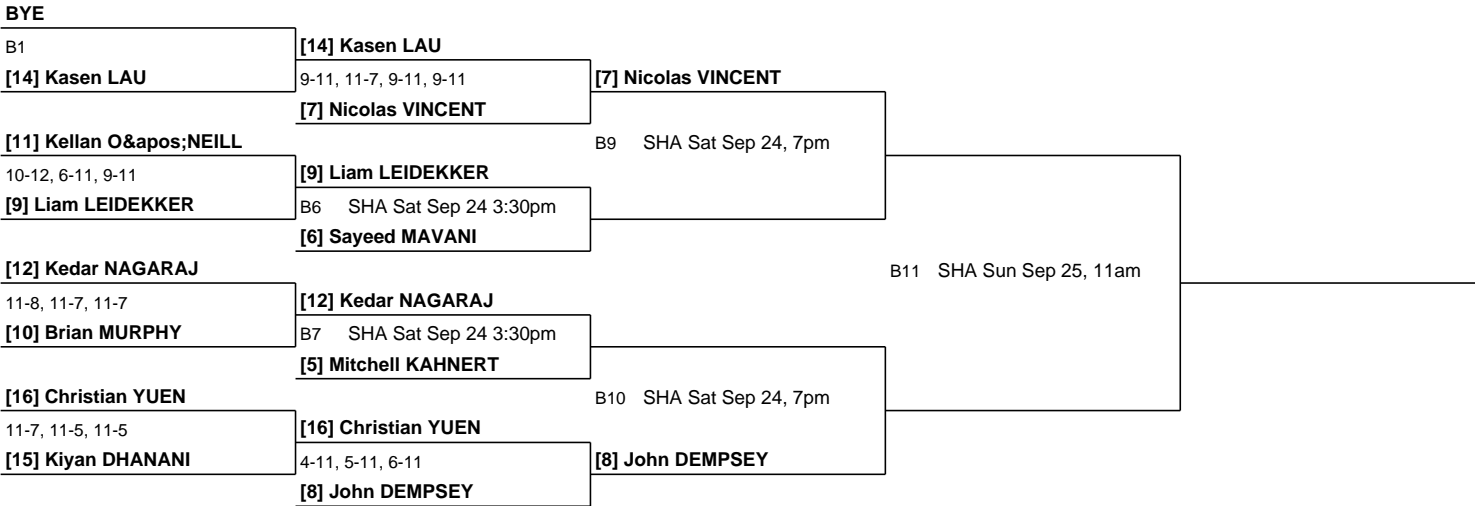 BYE
B1
[14] Kasen LAU
[14] Kasen LAU
9-11, 11-7, 9-11, 9-11
[7] Nicolas VINCENT
[7] Nicolas VINCENT
[11] Kellan O&apos;NEILL
10-12, 6-11, 9-11
[9] Liam LEIDEKKER
[9] Liam LEIDEKKER
B6 SHA Sat Sep 24 3:30pm
[6] Sayeed MAVANI
B9 SHA Sat Sep 24, 7pm
[12] Kedar NAGARAJ
11-8, 11-7, 11-7
[10] Brian MURPHY
[12] Kedar NAGARAJ
B7 SHA Sat Sep 24 3:30pm
[5] Mitchell KAHNERT
B11 SHA Sun Sep 25, 11am
[16] Christian YUEN
11-7, 11-5, 11-5
[15] Kiyan DHANANI
[16] Christian YUEN
4-11, 5-11, 6-11
[8] John DEMPSEY
B10 SHA Sat Sep 24, 7pm
[8] John DEMPSEY